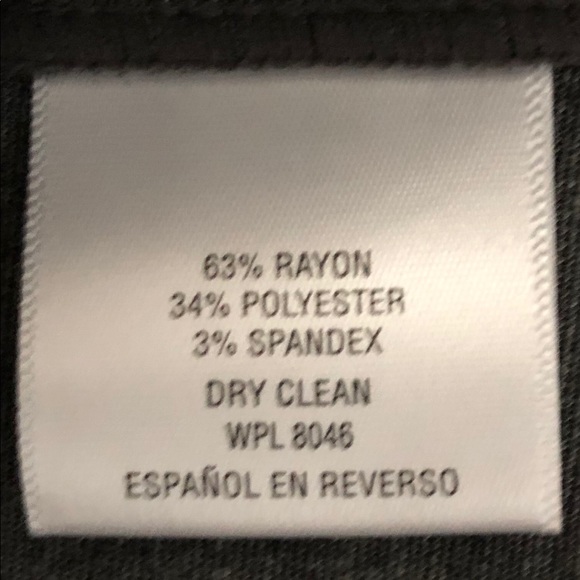 63% RAYON
34% POLYESTER
3% SPANDEX
DRY CLEAN
WPL 8046
ESPAÑOL EN REVERSO